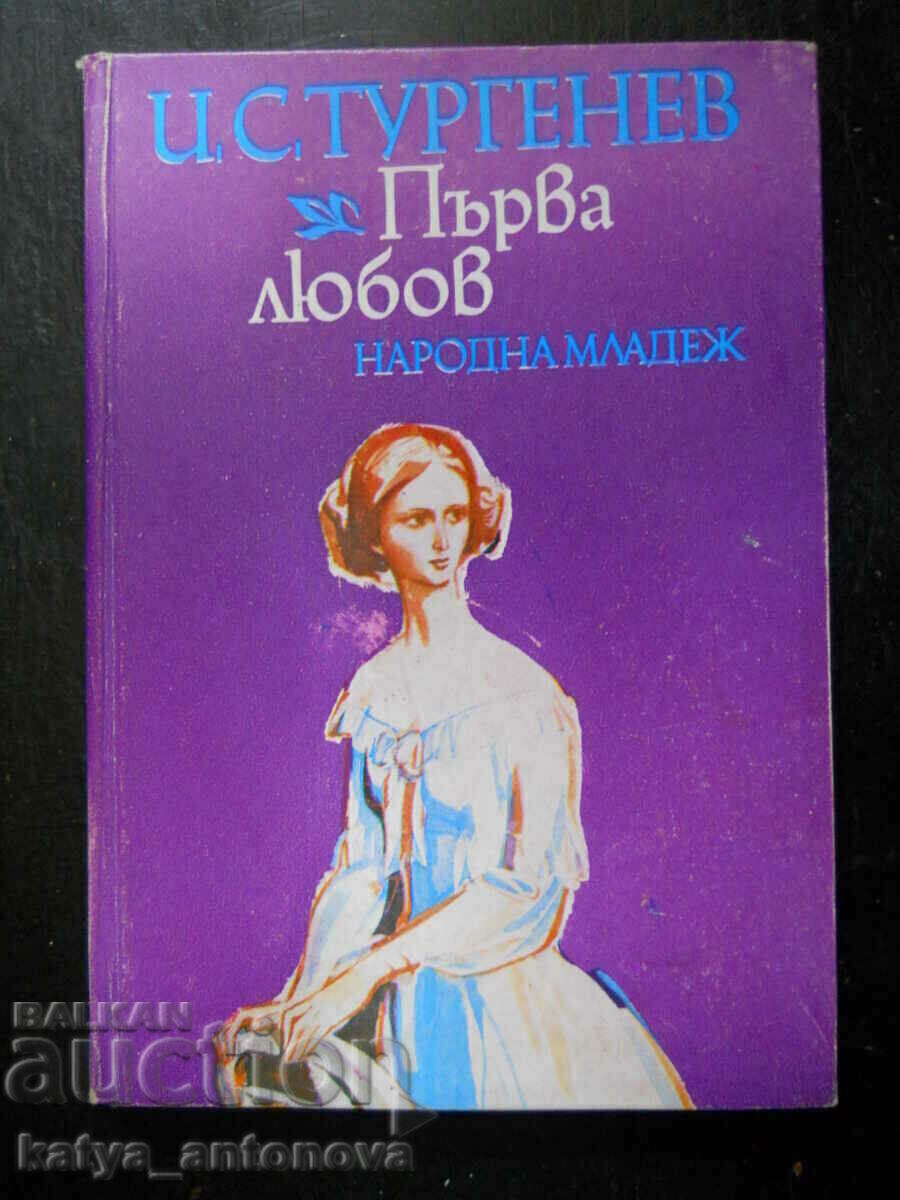 И. С. ТУРГЕНЕВ
Първа
любов
НАРОДНА МЛАДЕЖ
BALKAN
auction
katya_antonova